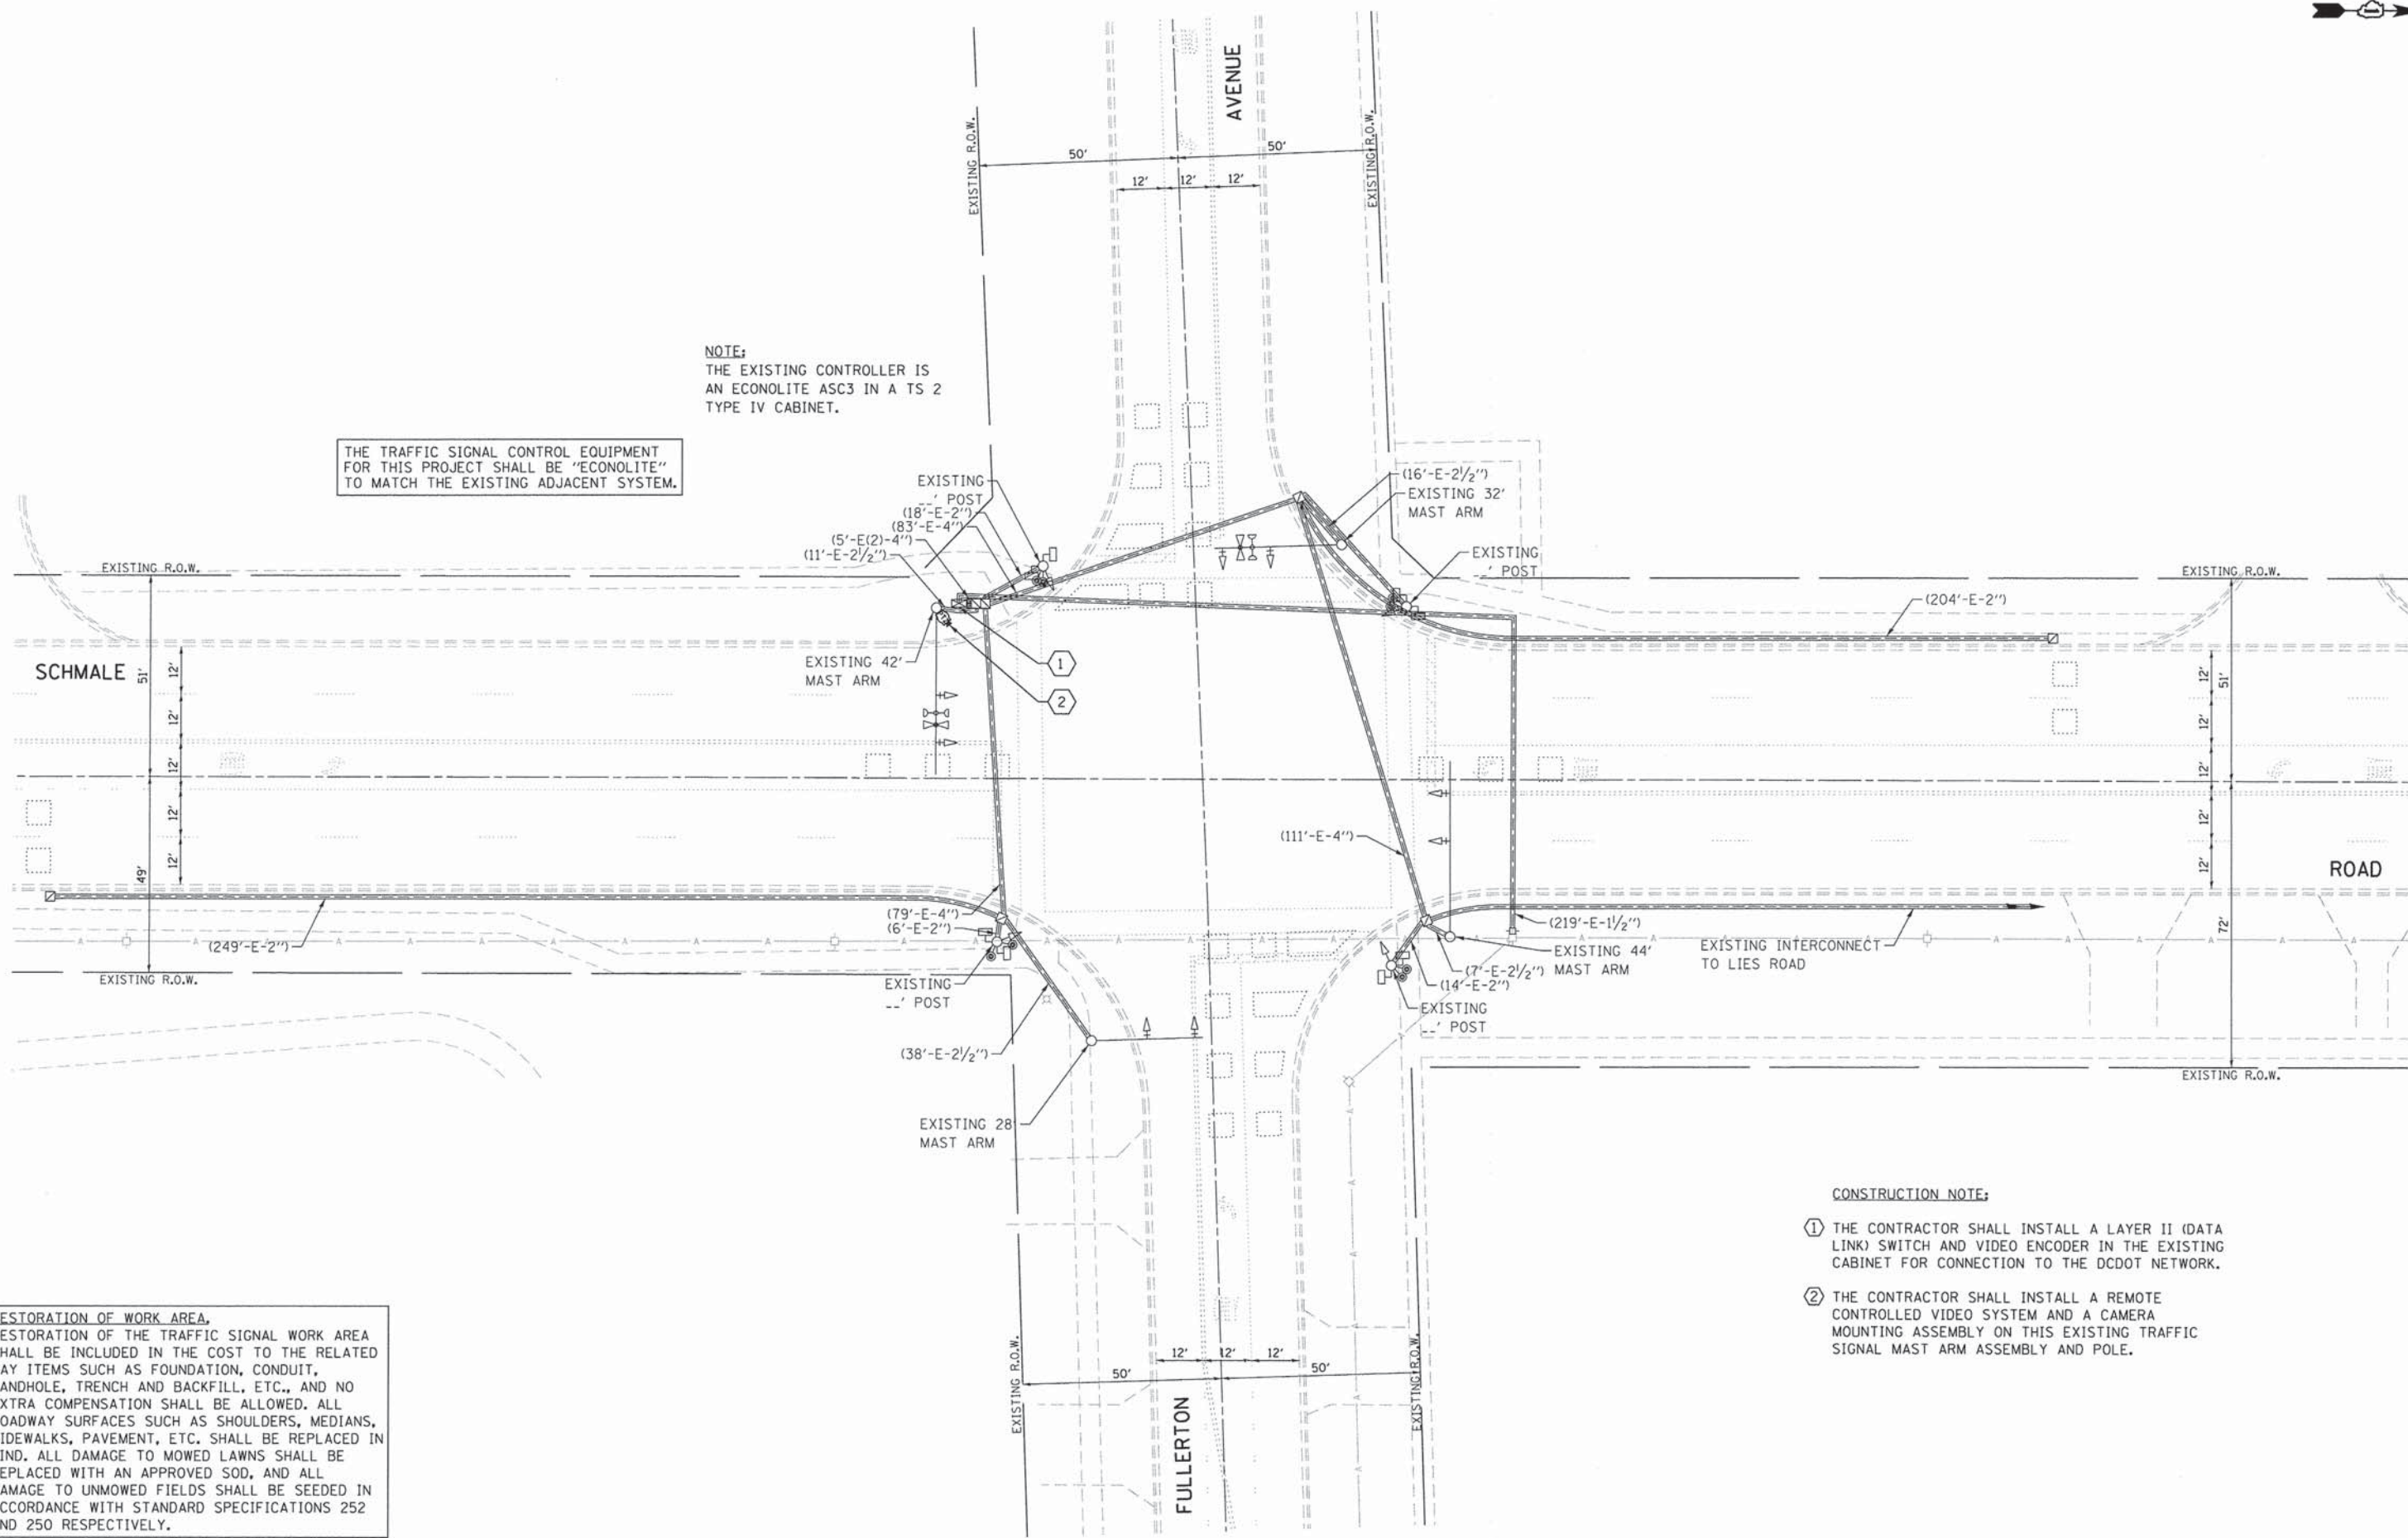 AVENUE
EXISTING R.O.W.
EXISTING R.O.W.
50'
50'
12'
12'
12'
NOTE:
THE EXISTING CONTROLLER IS
AN ECONOLITE ASC3 IN A TS 2
TYPE IV CABINET.
THE TRAFFIC SIGNAL CONTROL EQUIPMENT
FOR THIS PROJECT SHALL BE "ECONOLITE"
TO MATCH THE EXISTING ADJACENT SYSTEM.
EXISTING
__' POST
(18'-E-2")
(83'-E-4")
(5'-E(2)-4")
(11'-E-2½")
(16'-E-2½")
EXISTING 32'
MAST ARM
EXISTING
__' POST
EXISTING R.O.W.
EXISTING R.O.W.
(204'-E-2")
SCHMALE
51'
12'
12'
12'
12'
12'
49'
EXISTING 42'
MAST ARM
1
2
12'
12'
12'
12'
12'
12'
51'
72'
ROAD
(111'-E-4")
(79'-E-4")
(6'-E-2")
(249'-E-2")
EXISTING R.O.W.
EXISTING
__' POST
(38'-E-2½")
EXISTING 28'
MAST ARM
(219'-E-1½")
EXISTING 44'
MAST ARM
(7'-E-2½")
(14'-E-2")
EXISTING
__' POST
EXISTING INTERCONNECT
TO LIES ROAD
EXISTING R.O.W.
CONSTRUCTION NOTE:
1 THE CONTRACTOR SHALL INSTALL A LAYER II (DATA
LINK) SWITCH AND VIDEO ENCODER IN THE EXISTING
CABINET FOR CONNECTION TO THE DCDOT NETWORK.
2 THE CONTRACTOR SHALL INSTALL A REMOTE
CONTROLLED VIDEO SYSTEM AND A CAMERA
MOUNTING ASSEMBLY ON THIS EXISTING TRAFFIC
SIGNAL MAST ARM ASSEMBLY AND POLE.
ESTORATION OF WORK AREA.
ESTORATION OF THE TRAFFIC SIGNAL WORK AREA
HALL BE INCLUDED IN THE COST TO THE RELATED
AY ITEMS SUCH AS FOUNDATION, CONDUIT,
ANDHOLE, TRENCH AND BACKFILL, ETC., AND NO
XTRA COMPENSATION SHALL BE ALLOWED. ALL
OADWAY SURFACES SUCH AS SHOULDERS, MEDIANS,
IDEWALKS, PAVEMENT, ETC. SHALL BE REPLACED IN
IND. ALL DAMAGE TO MOWED LAWNS SHALL BE
EPLACED WITH AN APPROVED SOD, AND ALL
AMAGE TO UNMOWED FIELDS SHALL BE SEEDED IN
CCORDANCE WITH STANDARD SPECIFICATIONS 252
ND 250 RESPECTIVELY.
EXISTING R.O.W.
EXISTING R.O.W.
12'
12'
12'
50'
50'
FULLERTON